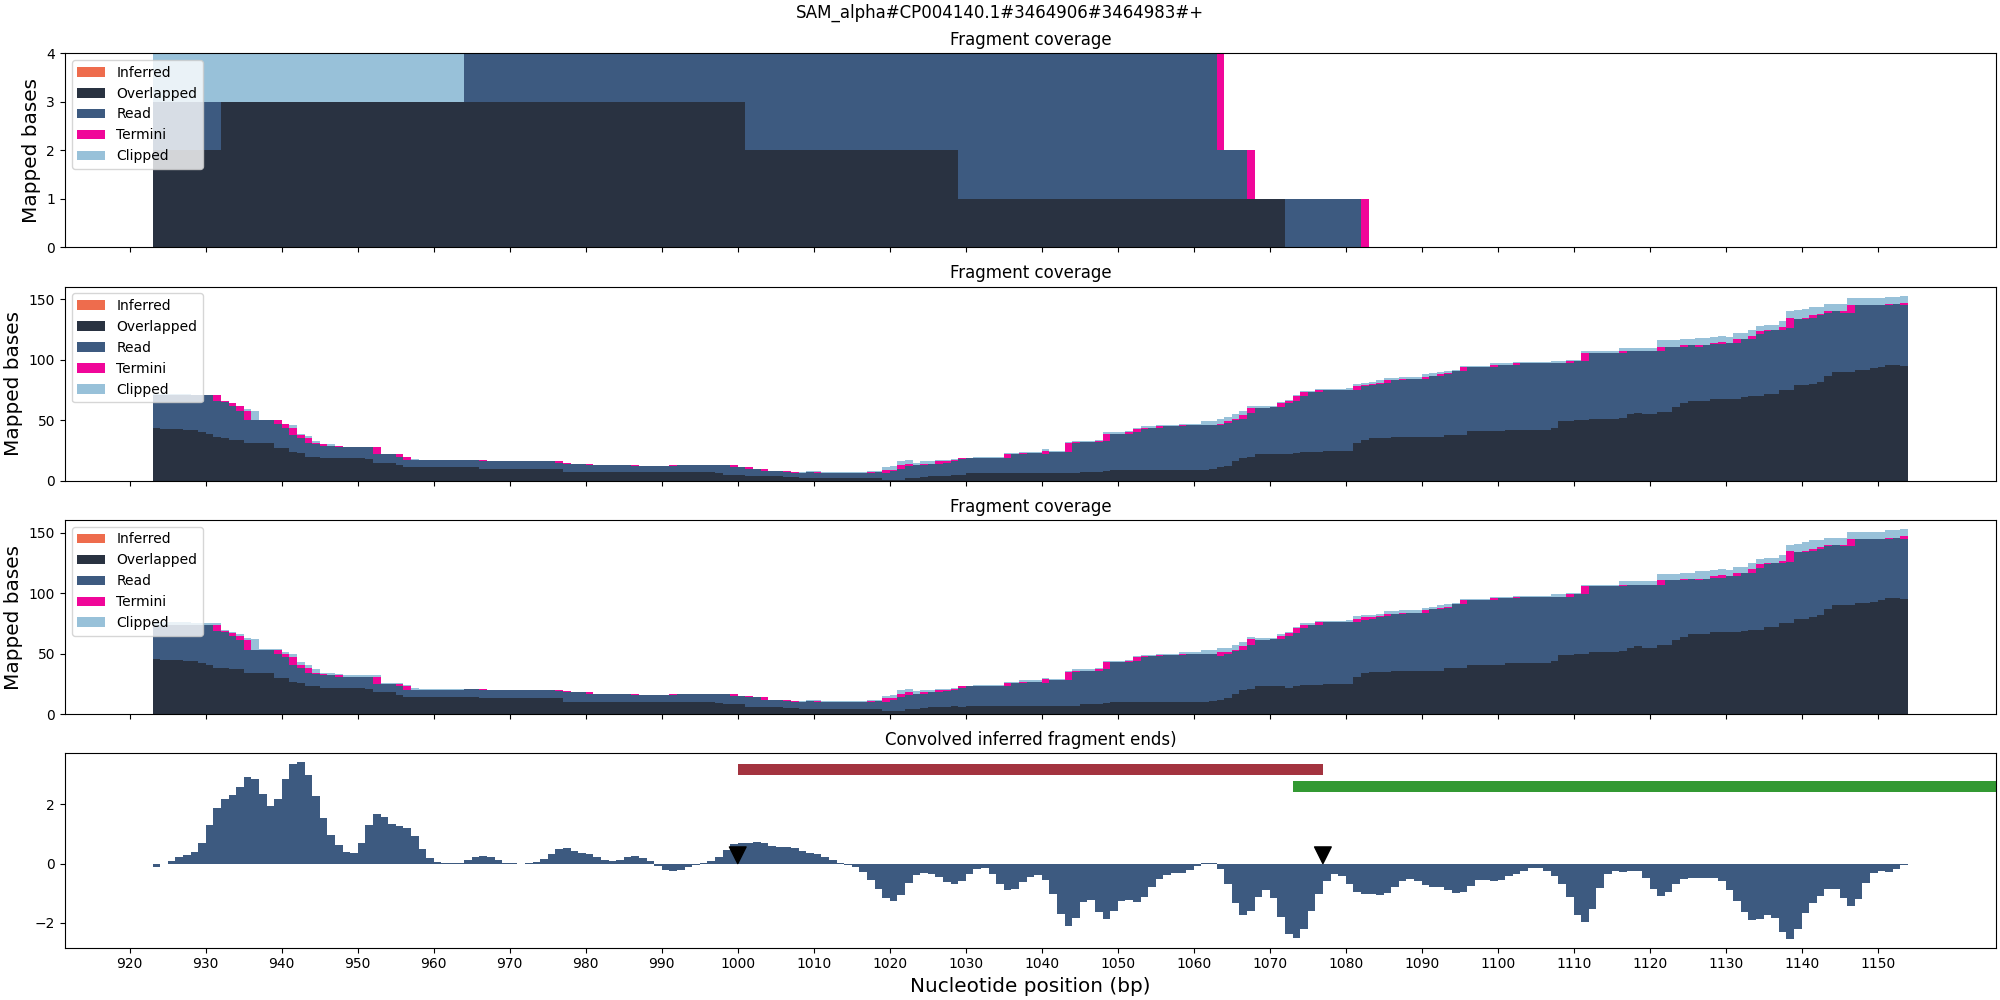 SAM_alpha#CP004140.1#3464906#3464983#+
Fragment coverage
Mapped bases
4
3
2
1
0
Inferred
Overlapped
Read
Termini
Clipped
Fragment coverage
Mapped bases
150
100
50
0
Inferred
Overlapped
Read
Termini
Clipped
Fragment coverage
Mapped bases
150
100
50
0
Inferred
Overlapped
Read
Termini
Clipped
Convolved inferred fragment ends)
2
0
−2
920 930 940 950 960 970 980 990 1000 1010 1020 1030 1040 1050 1060 1070 1080 1090 1100 1110 1120 1130 1140 1150
Nucleotide position (bp)